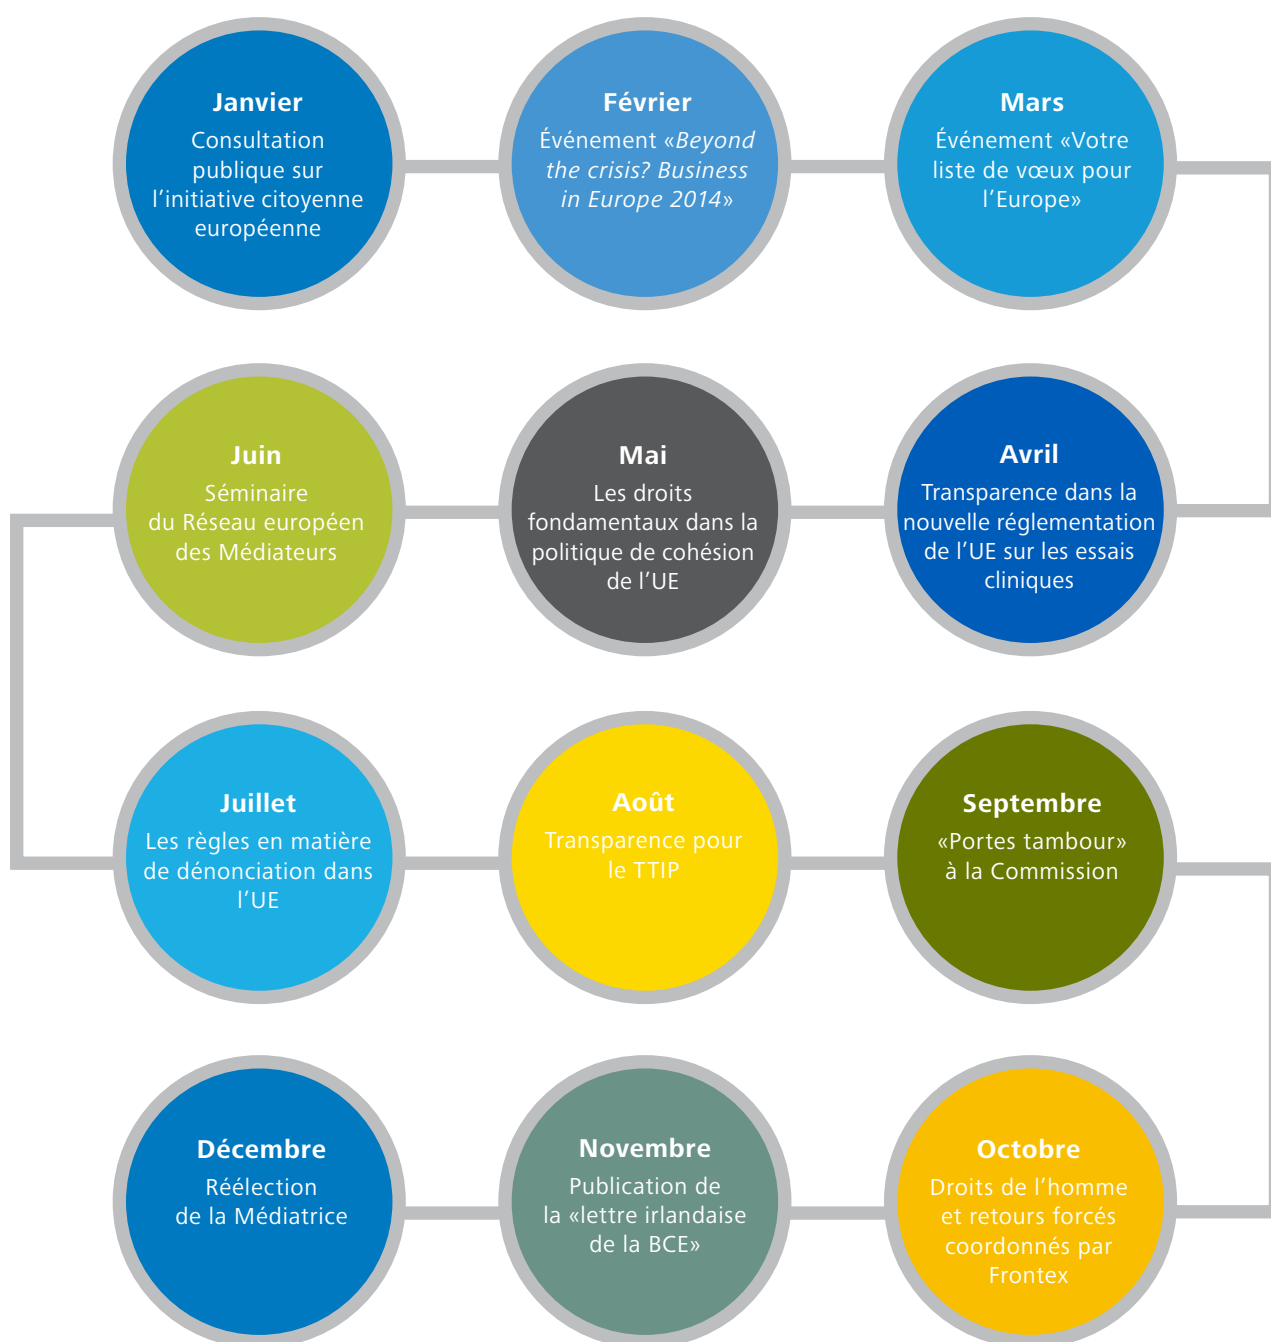 Janvier
Consultation
publique sur
l’initiative citoyenne
européenne
Février
Événement «Beyond
the crisis? Business
in Europe 2014»
Mars
Événement «Votre
liste de vœux pour
l’Europe»
Avril
Transparence dans la
nouvelle réglementation
de l’UE sur les essais
cliniques
Mai
Les droits
fondamentaux dans la
politique de cohésion
de l’UE
Juin
Séminaire
du Réseau européen
des Médiateurs
Juillet
Les règles en matière
de dénonciation dans
l’UE
Août
Transparence pour
le TTIP
Septembre
«Portes tambour»
à la Commission
Octobre
Droits de l’homme
et retours forcés
coordonnés par
Frontex
Novembre
Publication de
la «lettre irlandaise
de la BCE»
Décembre
Réélection
de la Médiatrice